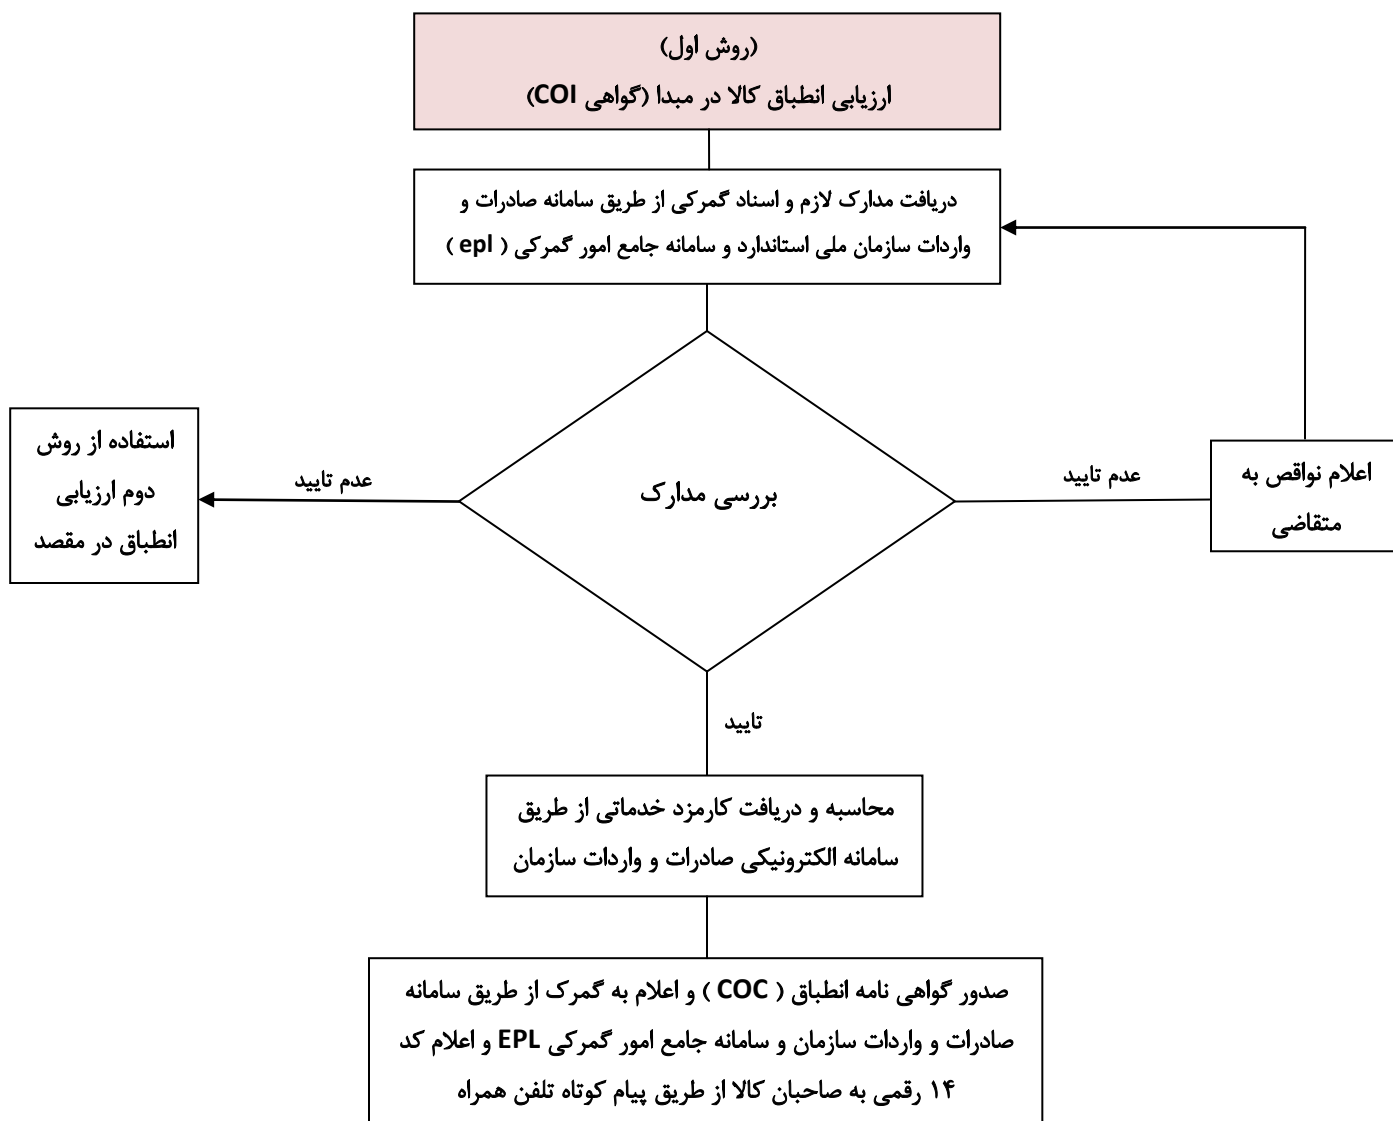 (روش اول)
ارزیابی انطباق کالا در مبدا (گواهی COI)
دریافت مدارک لازم و اسناد گمرکی از طریق سامانه صادرات و
واردات سازمان ملی استاندارد و سامانه جامع امور گمرکی ( epl )
بررسی مدارک
عدم تایید
اعلام نواقص به
متقاضی
عدم تایید
استفاده از روش
دوم ارزیابی
انطباق در مقصد
تایید
محاسبه و دریافت کارمزد خدماتی از طریق
سامانه الکترونیکی صادرات و واردات سازمان
صدور گواهی نامه انطباق ( COC ) و اعلام به گمرک از طریق سامانه
صادرات و واردات سازمان و سامانه جامع امور گمرکی EPL و اعلام کد
۱۴ رقمی به صاحبان کالا از طریق پیام کوتاه تلفن همراه